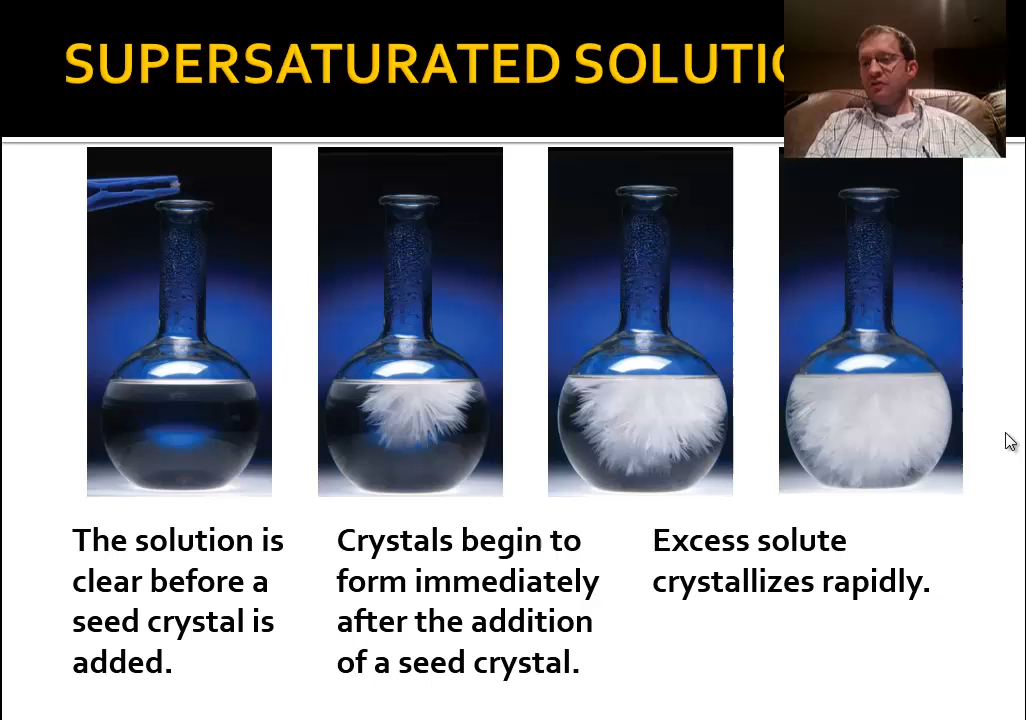 SUPERSATURATED SOLUTIO
The solution is
clear before a
seed crystal is
added.
Crystals begin to
form immediately
after the addition
of a seed crystal.
Excess solute
crystallizes rapidly.